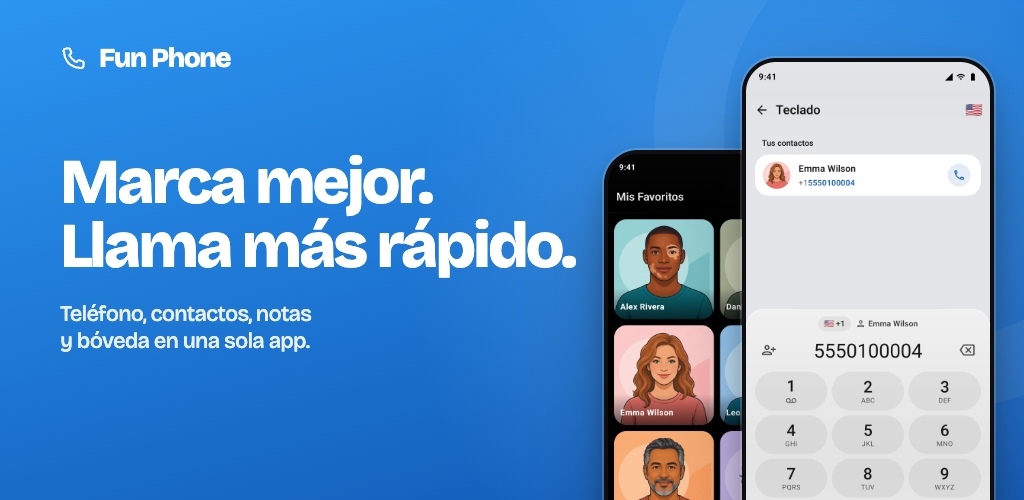 Fun Phone
Marca mejor.
Llama más rápido.
Teléfono, contactos, notas
y bóveda en una sola app.
9:41
Mis Favoritos
Alex Rivera
Dan
Emma Wilson
Leo
9:41
Teclado
Tus contactos
Emma Wilson
+15550100004
+1 Emma Wilson
5550100004
1 2 3
ABC DEF
4 5 6
GHI JKL MNO
7 8 9
PQRS TUV WXYZ